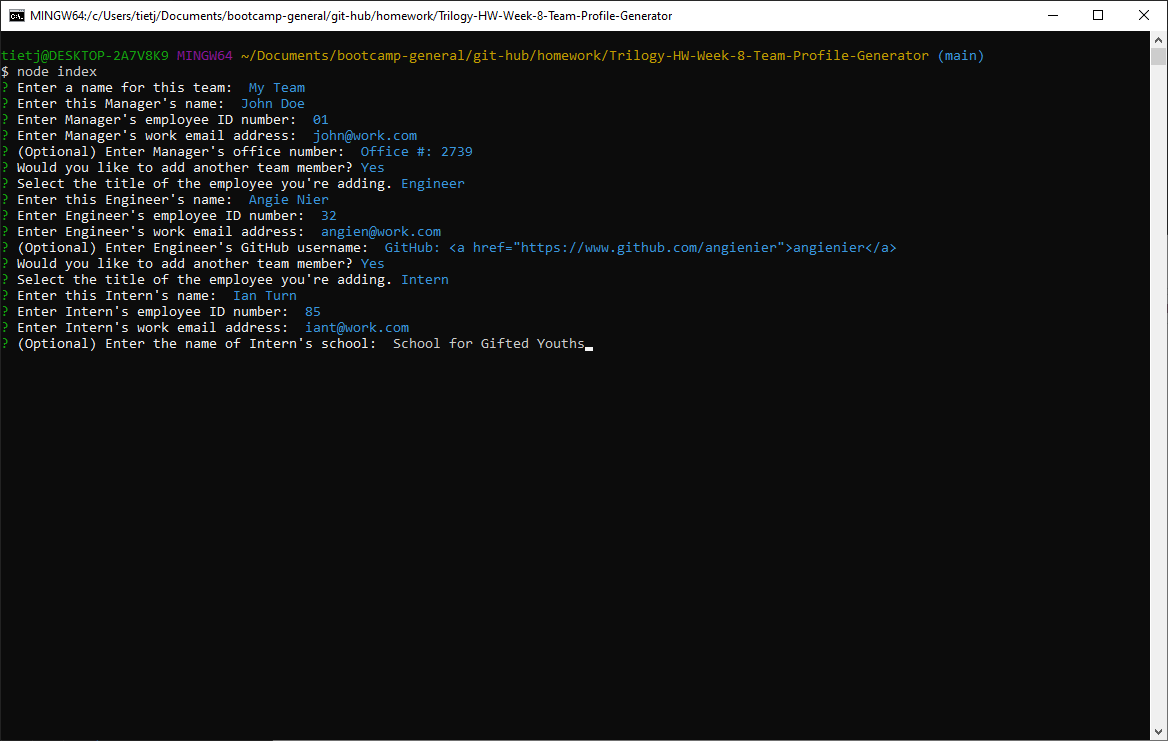 MINGW64:/c/Users/tietj/Documents/bootcamp-general/git-hub/homework/Trilogy-HW-Week-8-Team-Profile-Generator
tietj@DESKTOP-2A7V8K9 MINGW64 ~/Documents/bootcamp-general/git-hub/homework/Trilogy-HW-Week-8-Team-Profile-Generator (main)
$ node index
? Enter a name for this team:  My Team
? Enter this Manager's name:  John Doe
? Enter Manager's employee ID number:  01
? Enter Manager's work email address:  john@work.com
? (Optional) Enter Manager's office number:  Office #: 2739
? Would you like to add another team member? Yes
? Select the title of the employee you're adding. Engineer
? Enter this Engineer's name:  Angie Nier
? Enter Engineer's employee ID number:  32
? Enter Engineer's work email address:  angien@work.com
? (Optional) Enter Engineer's GitHub username:  GitHub: <a href="https://www.github.com/angienier">angienier</a>
? Would you like to add another team member? Yes
? Select the title of the employee you're adding. Intern
? Enter this Intern's name:  Ian Turn
? Enter Intern's employee ID number:  85
? Enter Intern's work email address:  iant@work.com
? (Optional) Enter the name of Intern's school:  School for Gifted Youths